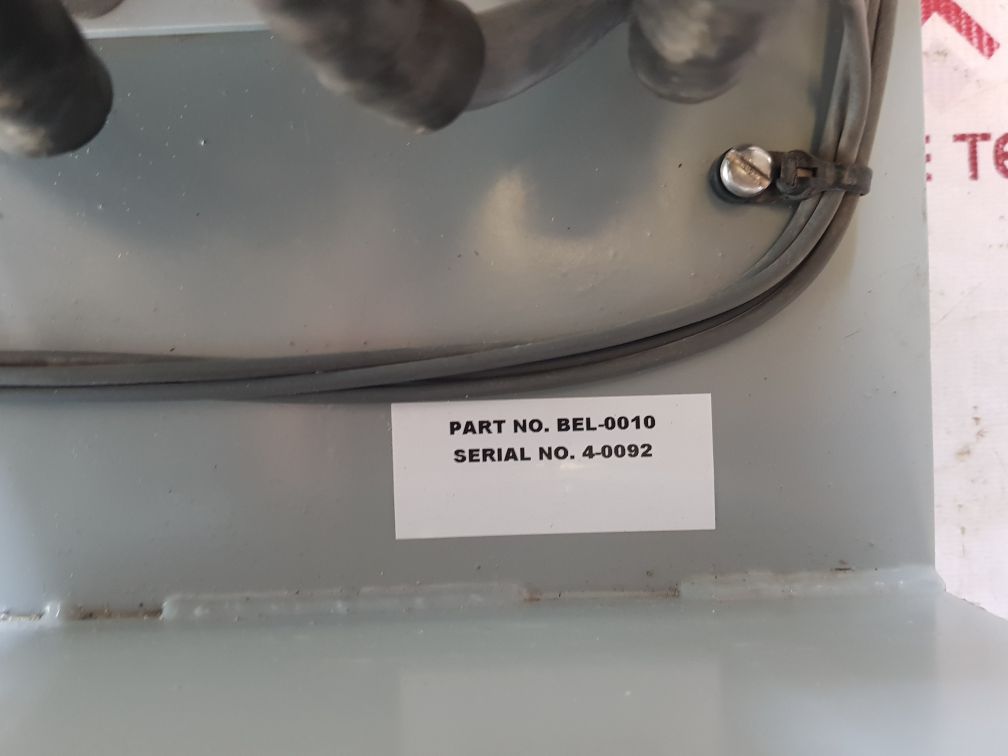 PART NO. BEL-0010
SERIAL NO. 4-0092